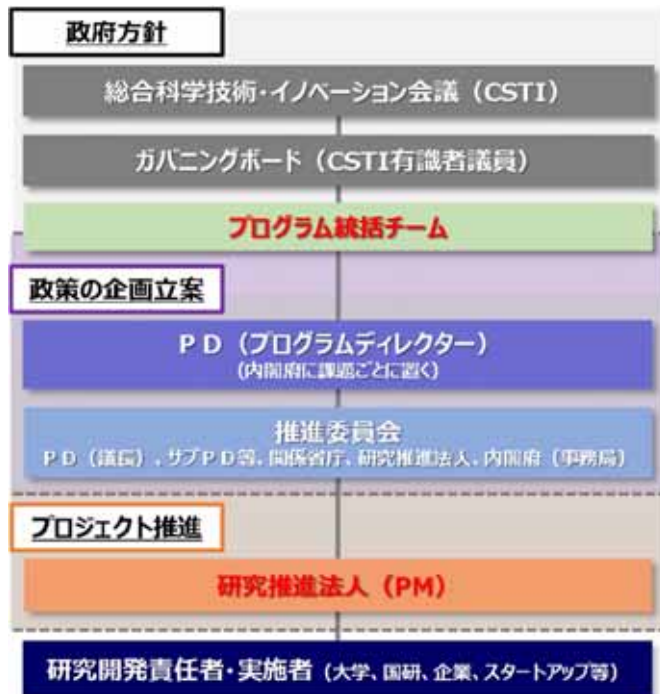 政府方針
総合科学技術・イノベーション会議（CSTI）
ガバニングボード（CSTI有識者議員）
プログラム統括チーム
政策の企画立案
ＰＤ（プログラムディレクター）
（内閣府に課題ごとに置く）
推進委員会
ＰＤ（議長）、サブＰＤ等、関係省庁、研究推進法人、内閣府（事務局）
プロジェクト推進
研究推進法人（PM）
研究開発責任者・実施者（大学、国研、企業、スタートアップ等）